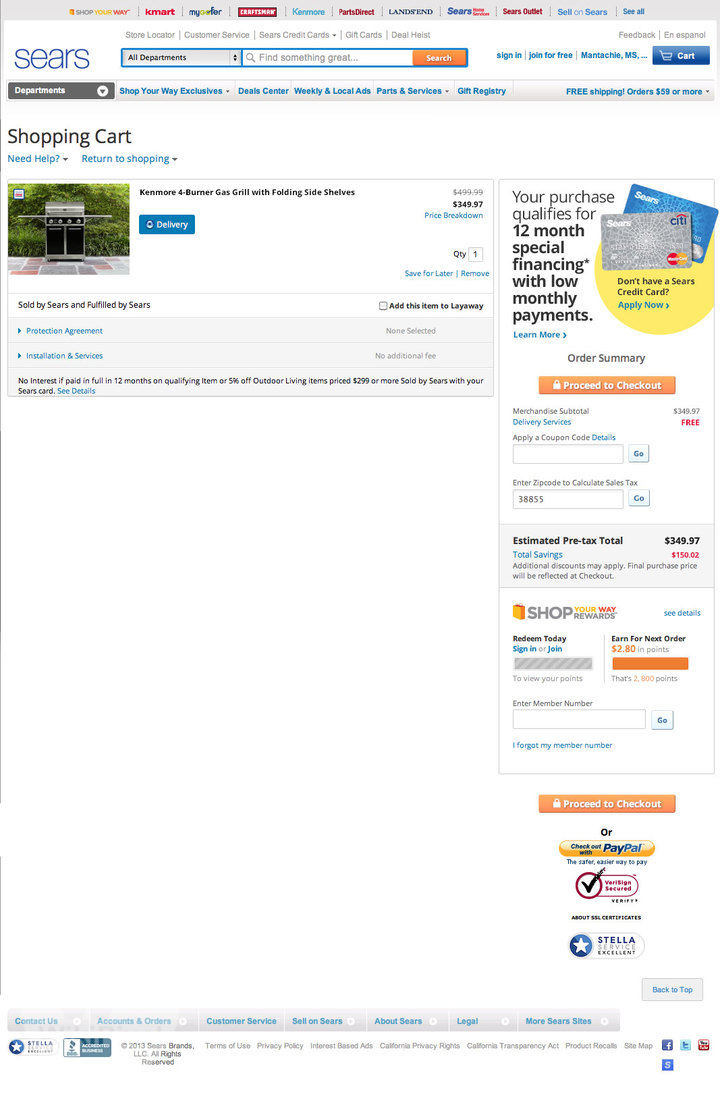 SHOP YOUR WAY
kmart
mygofer
CRAFTSMAN
Kenmore
PartsDirect
LANDS'END
Sears Home Services
Sears Outlet
Sell on Sears
See all
sears
Store Locator | Customer Service | Sears Credit Cards | Gift Cards | Deal Heist
Feedback | En espanol
All Departments
Find something great...
Search
sign in | join for free | Mantachie, MS, ...
Cart
Departments
Shop Your Way Exclusives
Deals Center
Weekly & Local Ads
Parts & Services
Gift Registry
FREE shipping! Orders $59 or more
Shopping Cart
Need Help?
Return to shopping
Kenmore 4-Burner Gas Grill with Folding Side Shelves
$499.99
$349.97
Price Breakdown
Delivery
Qty 1
Save for Later | Remove
Sold by Sears and Fulfilled by Sears
Add this item to Layaway
Protection Agreement
None Selected
Installation & Services
No additional fee
No Interest if paid in full in 12 months on qualifying Item or 5% off Outdoor Living items priced $299 or more Sold by Sears with your
Sears card. See Details
Your purchase
qualifies for
12 month
special
financing*
with low
monthly
payments.
Learn More
Sears
citi
Sears
MasterCard
Don't have a Sears
Credit Card?
Apply Now
Order Summary
Proceed to Checkout
Merchandise Subtotal
$349.97
Delivery Services
FREE
Apply a Coupon Code Details
Go
Enter Zipcode to Calculate Sales Tax
38855
Go
Estimated Pre-tax Total
$349.97
Total Savings
$150.02
Additional discounts may apply. Final purchase price
will be reflected at Checkout.
SHOP YOUR WAY REWARDS
see details
Redeem Today
Sign in or Join
To view your points
Earn For Next Order
$2.80 in points
That's 2, 800 points
Enter Member Number
Go
I forgot my member number
Proceed to Checkout
Or
Check out with PayPal
The safer, easier way to pay
VeriSign
Secured
VERIFY
ABOUT SSL CERTIFICATES
STELLA
SERVICE
EXCELLENT
Back to Top
Contact Us
Accounts & Orders
Customer Service
Sell on Sears
About Sears
Legal
More Sears Sites
STELLA
SERVICE
EXCELLENT
BBB
ACCREDITED
BUSINESS
© 2013 Sears Brands,
LLC. All Rights
Reserved
Terms of Use
Privacy Policy
Interest Based Ads
California Privacy Rights
California Transparency Act
Product Recalls
Site Map